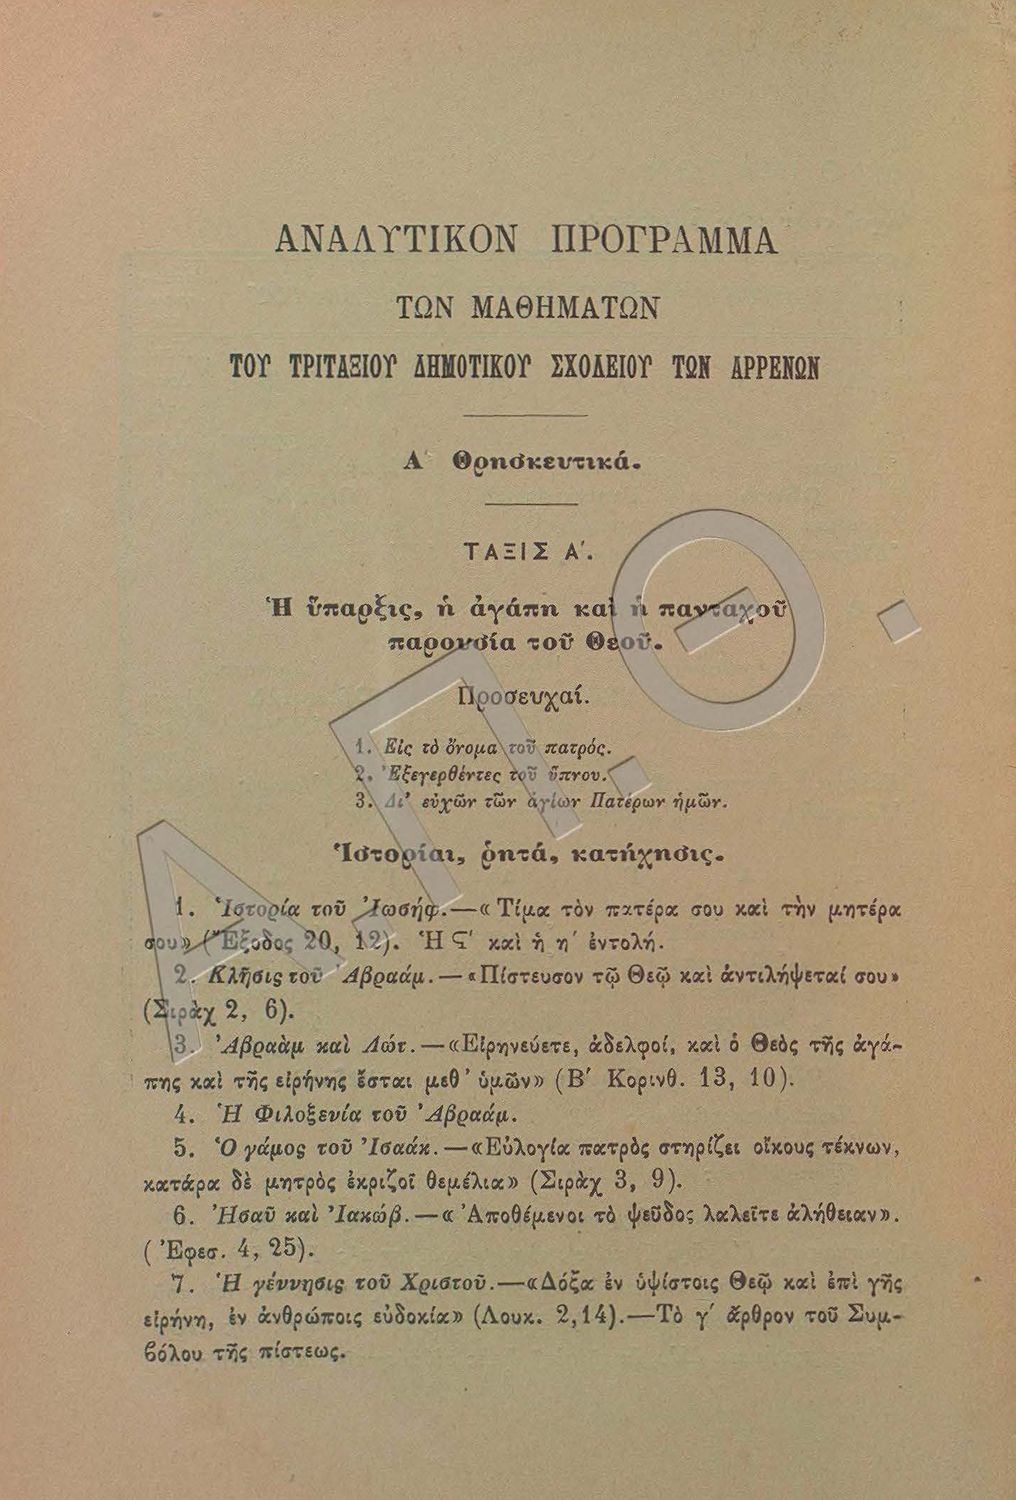 ΑΝΑΛΥΤΙΚΟΝ ΠΡΟΓΡΑΜΜΑ
ΤΩΝ ΜΑΘΗΜΑΤΩΝ
ΤΟΥ ΤΡΙΤΑΞΙΟΥ ΔΗΜΟΤΙΚΟΥ ΣΧΟΛΕΙΟΥ ΤΩΝ ΑΡΡΕΝΩΝ
Α΄ Θρησκευτικά.
ΤΑΞΙΣ Α΄.
Ἡ ὕπαρξις, ἡ ἀγάπη καὶ ἡ πανταχοῦ
παρουσία τοῦ Θεοῦ.
Προσευχαί.
1. Εἰς τὸ ὄνομα τοῦ πατρός.
2. Ἐξεγερθέντες τοῦ ὕπνου.
3. Δι’ εὐχῶν τῶν ἁγίων Πατέρων ἡμῶν.
Ἱστορίαι, ῥητά, κατήχησις.
1. Ἱστορία τοῦ Ἰωσήφ.—«Τίμα τὸν πατέρα σου καὶ τὴν μητέρα
σου» (Ἔξοδος 20, 12). Ἡ Ϛ΄ καὶ ἡ η΄ ἐντολή.
2. Κλῆσις τοῦ Ἀβραάμ.—«Πίστευσον τῷ Θεῷ καὶ ἀντιλήψεταί σου»
(Σιρὰχ 2, 6).
3. Ἀβραὰμ καὶ Λώτ.—«Εἰρηνεύετε, ἀδελφοί, καὶ ὁ Θεὸς τῆς ἀγά-
πης καὶ τῆς εἰρήνης ἔσται μεθ’ ὑμῶν» (Β΄ Κορινθ. 13, 10).
4. Ἡ Φιλοξενία τοῦ Ἀβραάμ.
5. Ὁ γάμος τοῦ Ἰσαάκ.—«Εὐλογία πατρὸς στηρίζει οἴκους τέκνων,
κατάρα δὲ μητρὸς ἐκριζοῖ θεμέλια» (Σιρὰχ 3, 9).
6. Ἡσαῦ καὶ Ἰακώβ.—«Ἀποθέμενοι τὸ ψεῦδος λαλεῖτε ἀλήθειαν».
(Ἐφεσ. 4, 25).
7. Ἡ γέννησις τοῦ Χριστοῦ.—«Δόξα ἐν ὑψίστοις Θεῷ καὶ ἐπὶ γῆς
εἰρήνη, ἐν ἀνθρώποις εὐδοκία» (Λουκ. 2,14).—Τὸ γ΄ ἄρθρον τοῦ Συμ-
βόλου τῆς πίστεως.